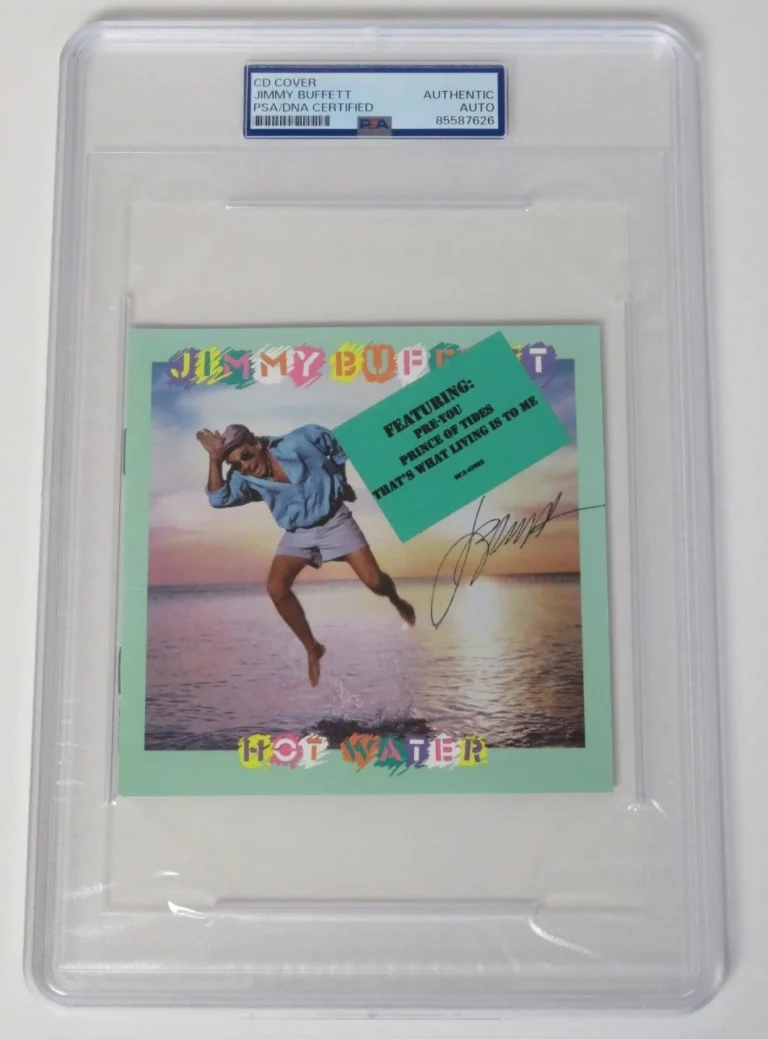 CD COVER
JIMMY BUFFETT
PSA/DNA CERTIFIED
AUTHENTIC
AUTO
85587626
PSA
JIMMY BUFF T
FEATURING:
PRE-YOU
PRINCE OF TIDES
THAT'S WHAT LIVING IS TO ME
HOT WATER